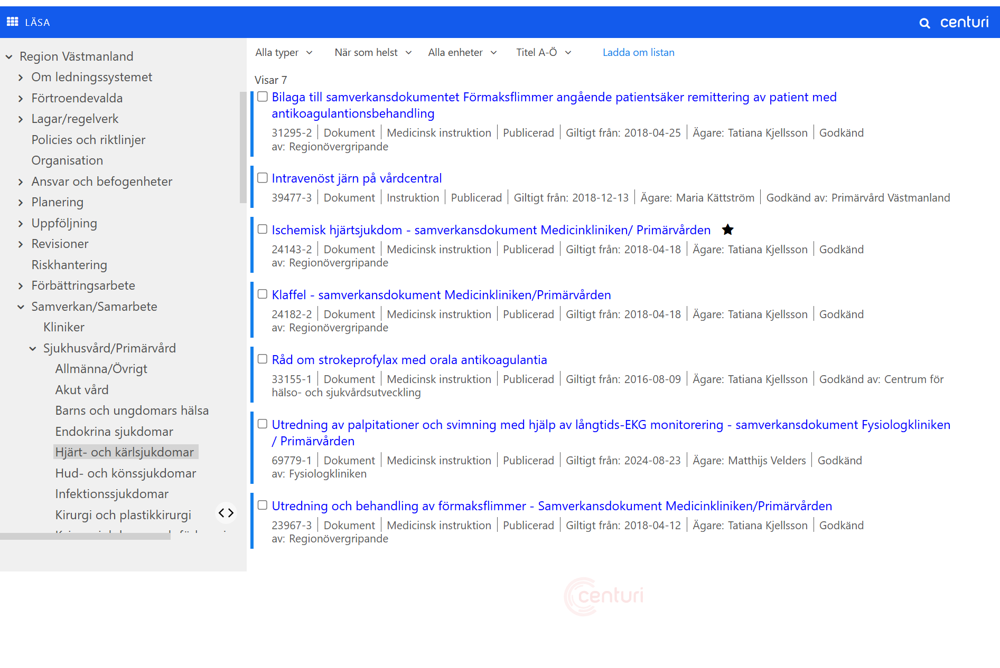 LÄSA
centuri
Region Västmanland
Om ledningssystemet
Förtroendevalda
Lagar/regelverk
Policies och riktlinjer
Organisation
Ansvar och befogenheter
Planering
Uppföljning
Revisioner
Riskhantering
Förbättringsarbete
Samverkan/Samarbete
Kliniker
Sjukhusvård/Primärvård
Allmänna/Övrigt
Akut vård
Barns och ungdomars hälsa
Endokrina sjukdomar
Hjärt- och kärlsjukdomar
Hud- och könssjukdomar
Infektionssjukdomar
Kirurgi och plastikkirurgi
Alla typer När som helst Alla enheter Titel A-Ö Ladda om listan
Visar 7
Bilaga till samverkansdokumentet Förmaksflimmer angående patientsäker remittering av patient med
antikoagulantionsbehandling
31295-2 Dokument Medicinsk instruktion Publicerad Giltigt från: 2018-04-25 Ägare: Tatiana Kjellsson Godkänd
av: Regionövergripande
Intravenöst järn på vårdcentral
39477-3 Dokument Instruktion Publicerad Giltigt från: 2018-12-13 Ägare: Maria Kättström Godkänd av: Primärvård Västmanland
Ischemisk hjärtsjukdom - samverkansdokument Medicinkliniken/ Primärvården
24143-2 Dokument Medicinsk instruktion Publicerad Giltigt från: 2018-04-18 Ägare: Tatiana Kjellsson Godkänd
av: Regionövergripande
Klaffel - samverkansdokument Medicinkliniken/Primärvården
24182-2 Dokument Medicinsk instruktion Publicerad Giltigt från: 2018-04-18 Ägare: Tatiana Kjellsson Godkänd
av: Regionövergripande
Råd om strokeprofylax med orala antikoagulantia
33155-1 Dokument Medicinsk instruktion Publicerad Giltigt från: 2016-08-09 Ägare: Tatiana Kjellsson Godkänd av: Centrum för
hälso- och sjukvårdsutveckling
Utredning av palpitationer och svimning med hjälp av långtids-EKG monitorering - samverkansdokument Fysiologkliniken
/ Primärvården
69779-1 Dokument Medicinsk instruktion Publicerad Giltigt från: 2024-08-23 Ägare: Matthijs Velders Godkänd
av: Fysiologkliniken
Utredning och behandling av förmaksflimmer - Samverkansdokument Medicinkliniken/Primärvården
23967-3 Dokument Medicinsk instruktion Publicerad Giltigt från: 2018-04-12 Ägare: Tatiana Kjellsson Godkänd
av: Regionövergripande
centuri